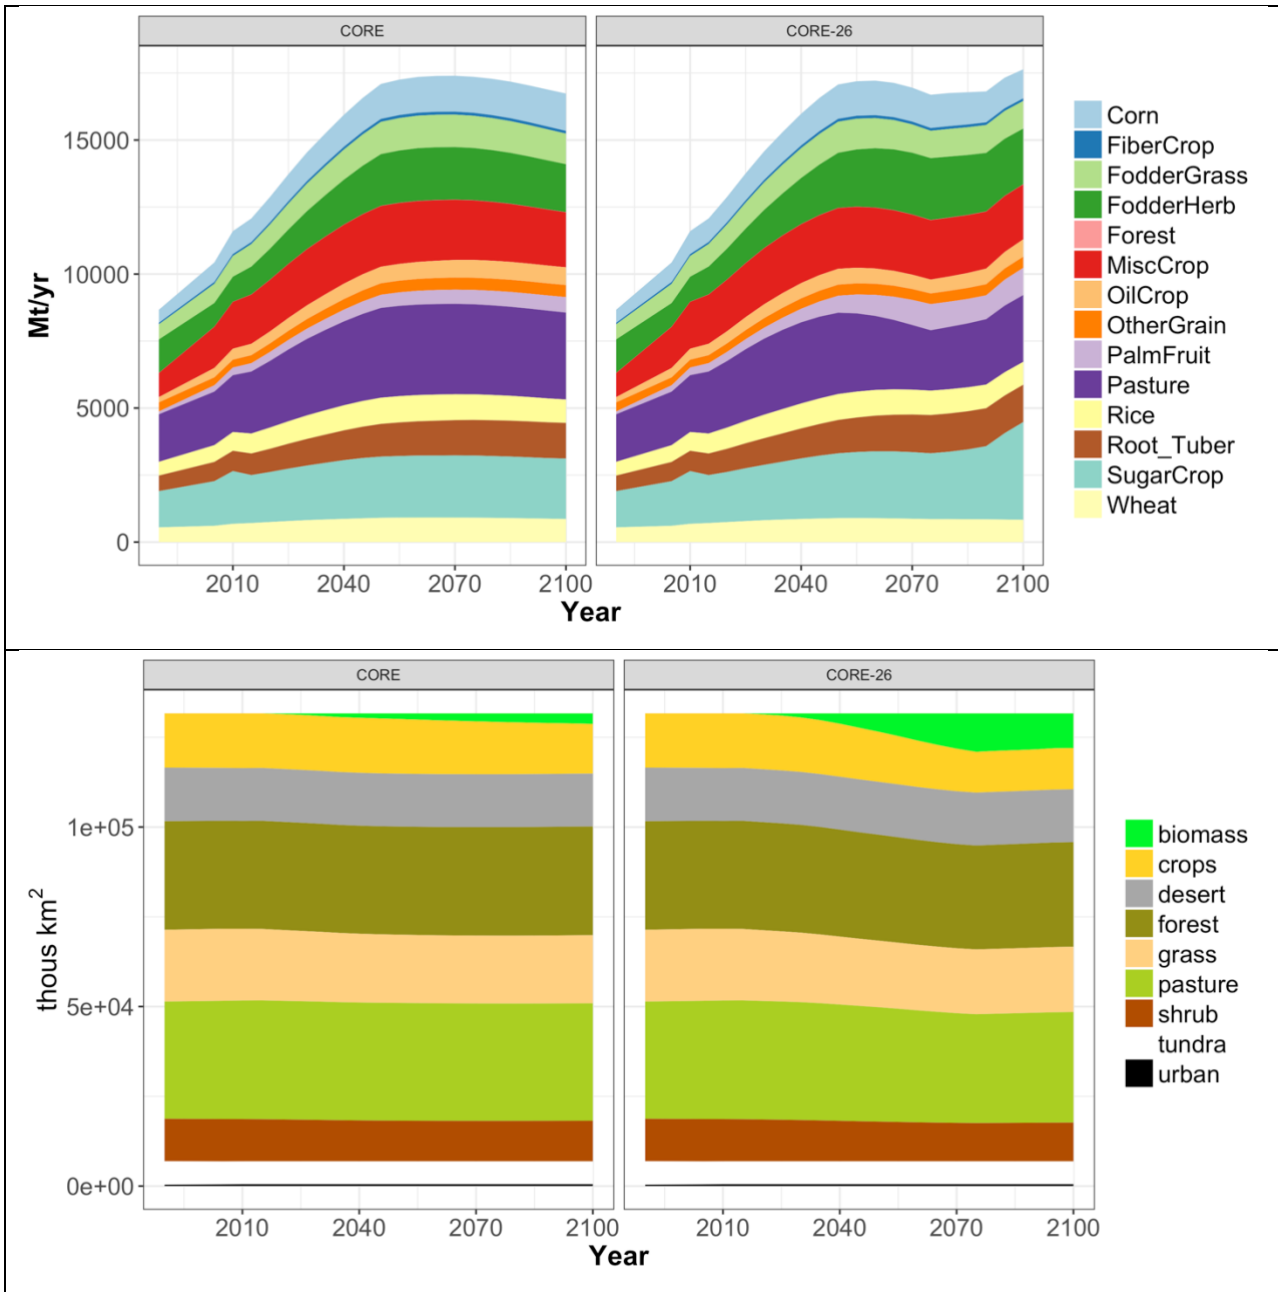 CORE
CORE-26
Mt/yr
15000
10000
5000
0
2010
2040
2070
2100
2010
2040
2070
2100
Year
Corn
FiberCrop
FodderGrass
FodderHerb
Forest
MiscCrop
OilCrop
OtherGrain
PalmFruit
Pasture
Rice
Root_Tuber
SugarCrop
Wheat
CORE
CORE-26
thous km²
1e+05
5e+04
0e+00
2010
2040
2070
2100
2010
2040
2070
2100
Year
biomass
crops
desert
forest
grass
pasture
shrub
tundra
urban